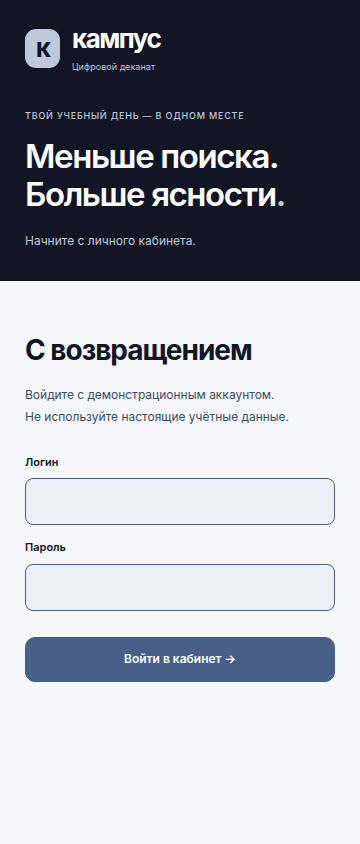 к
кампус
Цифровой деканат
ТВОЙ УЧЕБНЫЙ ДЕНЬ — В ОДНОМ МЕСТЕ
Меньше поиска.
Больше ясности.
Начните с личного кабинета.
С возвращением
Войдите с демонстрационным аккаунтом.
Не используйте настоящие учётные данные.
Логин
Пароль
Войти в кабинет →